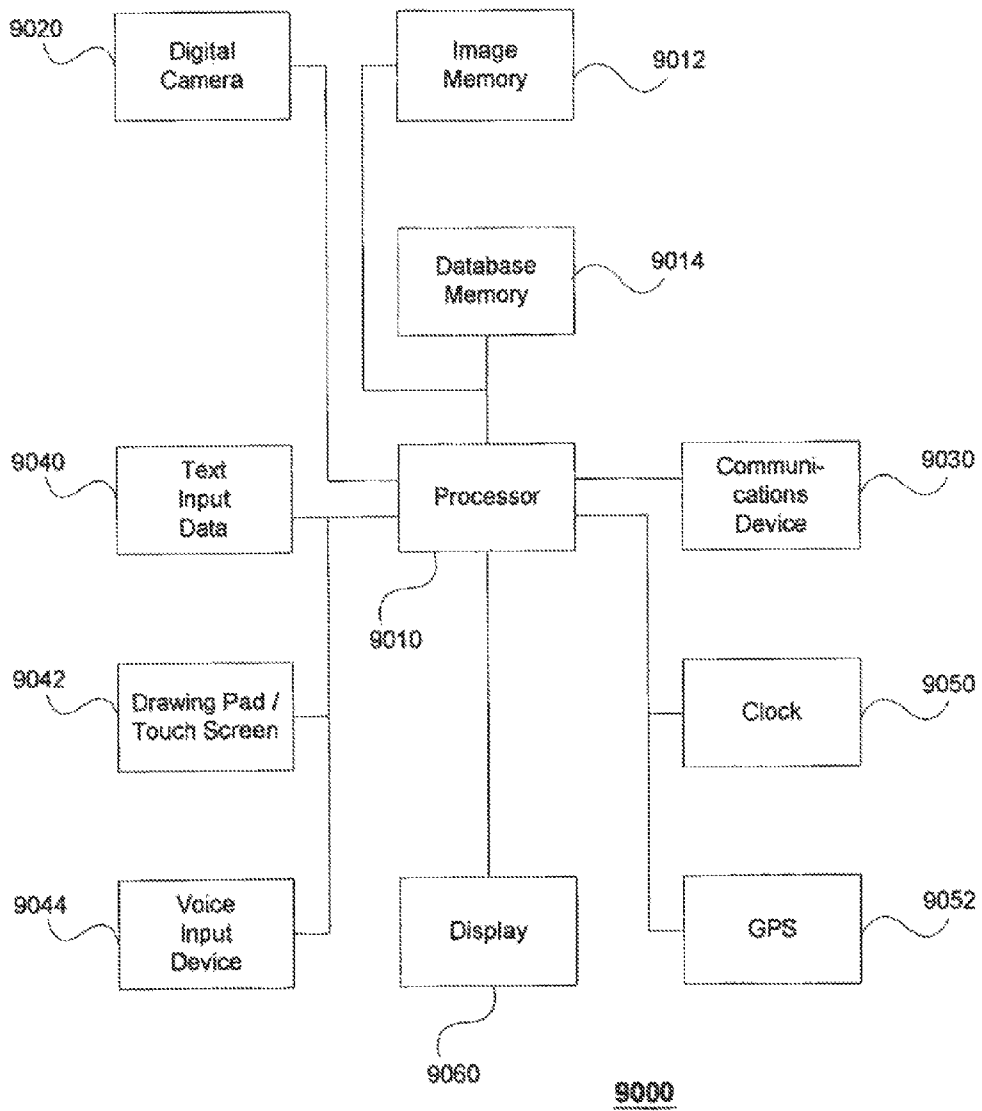 9020
Digital
Camera
Image
Memory
9012
Database
Memory
9014
9040
Text
Input
Data
Processor
9010
Communi-
cations
Device
9030
9042
Drawing Pad /
Touch Screen
Clock
9050
9044
Voice
Input
Device
Display
9060
GPS
9052
9000